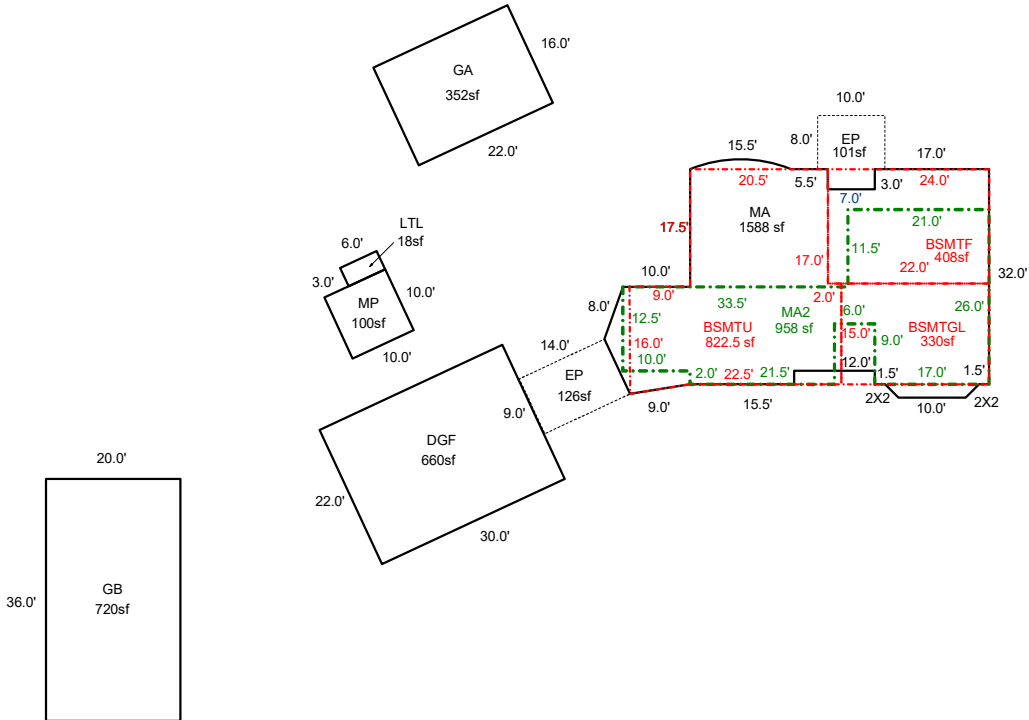 16.0'
GA
352sf
22.0'
10.0'
8.0'
EP
101sf
15.5'
17.0'
20.5'
5.5'
3.0'
24.0'
7.0'
MA
1588 sf
21.0'
17.5'
11.5'
BSMTF
408sf
17.0'
22.0'
32.0'
LTL
18sf
6.0'
3.0'
MP
100sf
10.0'
10.0'
10.0'
9.0'
33.5'
2.0'
8.0'
12.5'
MA2
958 sf
6.0'
26.0'
BSMTU
822.5 sf
15.0'
BSMTGL
330sf
16.0'
9.0'
14.0'
10.0'
12.0'
2.0'
22.5'
21.5'
1.5'
17.0'
1.5'
EP
126sf
9.0'
9.0'
15.5'
2X2
10.0'
2X2
DGF
660sf
22.0'
30.0'
20.0'
36.0'
GB
720sf